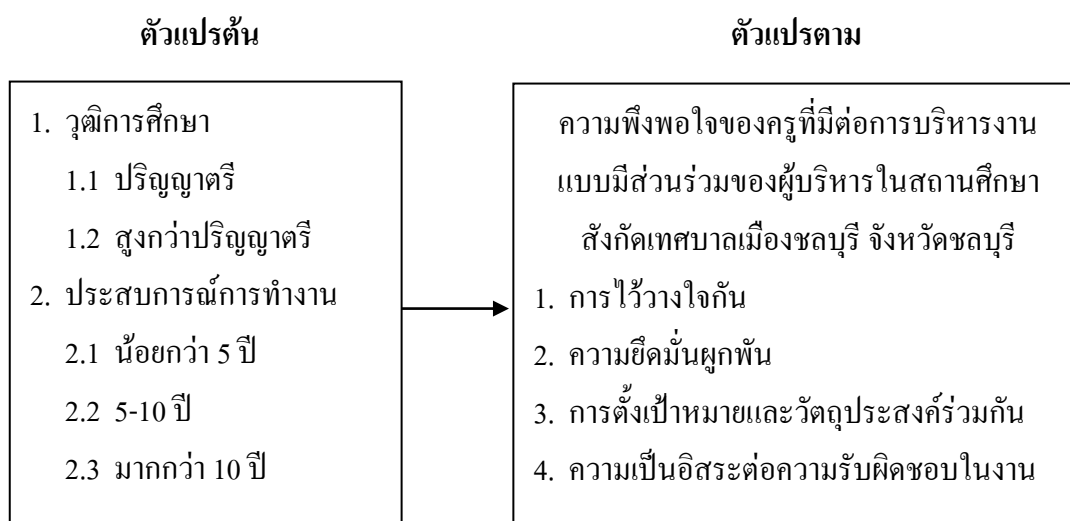 ตัวแปรต้น
1. วุฒิการศึกษา
1.1 ปริญญาตรี
1.2 สูงกว่าปริญญาตรี
2. ประสบการณ์การทำงาน
2.1 น้อยกว่า 5 ปี
2.2 5-10 ปี
2.3 มากกว่า 10 ปี
ตัวแปรตาม
ความพึงพอใจของครูที่มีต่อการบริหารงาน
แบบมีส่วนร่วมของผู้บริหารในสถานศึกษา
สังกัดเทศบาลเมืองชลบุรี จังหวัดชลบุรี
1. การไว้วางใจกัน
2. ความยึดมั่นผูกพัน
3. การตั้งเป้าหมายและวัตถุประสงค์ร่วมกัน
4. ความเป็นอิสระต่อความรับผิดชอบในงาน